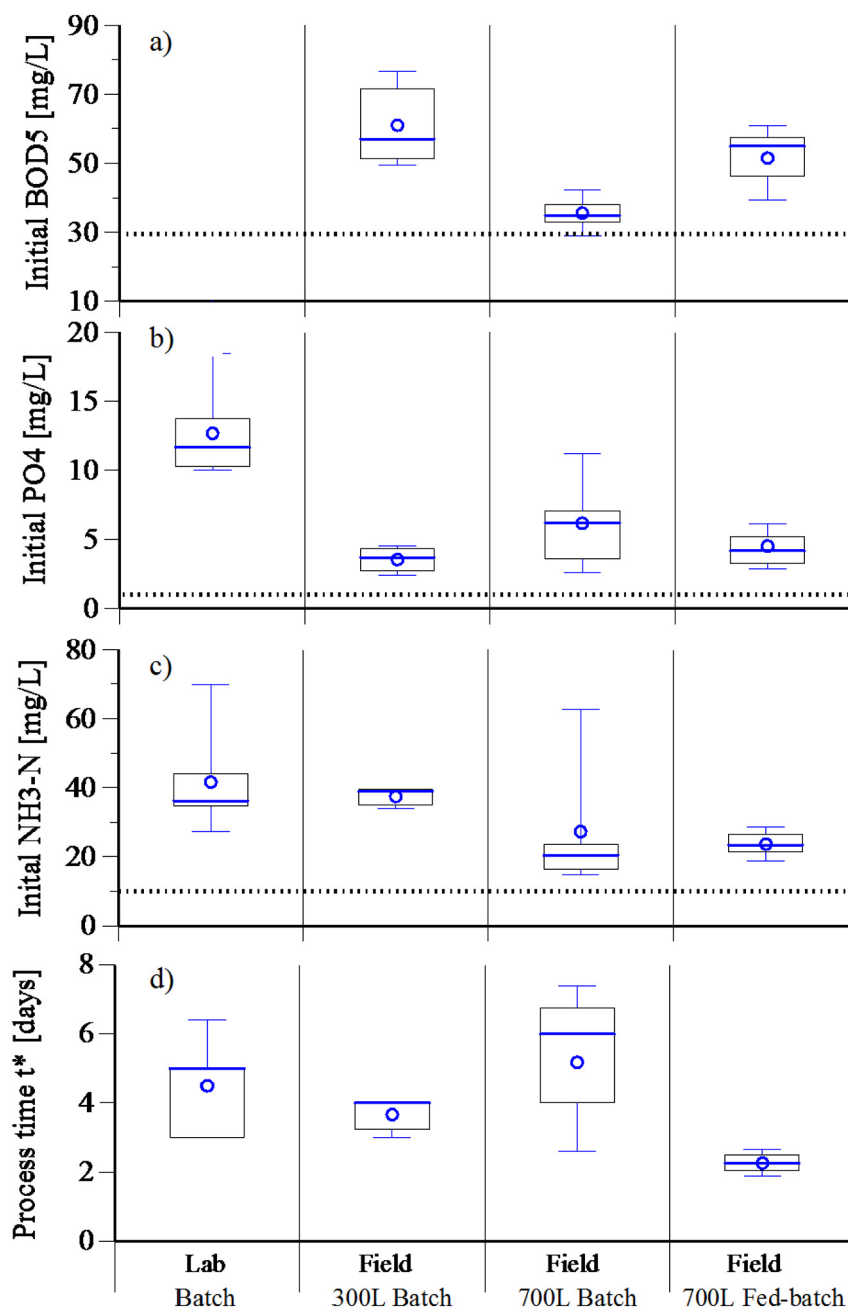 a)
Initial BOD5 [mg/L]
90
70
50
30
10
b)
Initial PO4 [mg/L]
20
15
10
5
0
c)
Inital NH3-N [mg/L]
80
60
40
20
0
d)
Process time t* [days]
8
6
4
2
0
Lab Field Field Field
Batch 300L Batch 700L Batch 700L Fed-batch